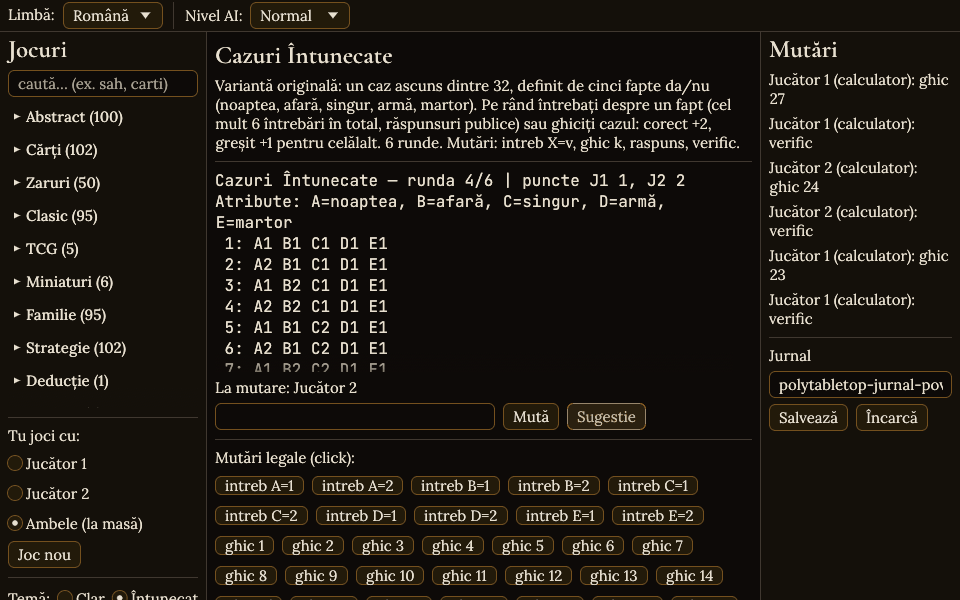 Limbă: Română ▼ Nivel AI: Normal ▼
Jocuri
caută... (ex. sah, carti)
▸ Abstract (100)
▸ Cărți (102)
▸ Zaruri (50)
▸ Clasic (95)
▸ TCG (5)
▸ Miniaturi (6)
▸ Familie (95)
▸ Strategie (102)
▸ Deducție (1)
Tu joci cu:
Jucător 1
Jucător 2
Ambele (la masă)
Joc nou
Temă: Clar Întunecat
Cazuri Întunecate
Variantă originală: un caz ascuns dintre 32, definit de cinci fapte da/nu
(noaptea, afară, singur, armă, martor). Pe rând întrebați despre un fapt (cel
mult 6 întrebări în total, răspunsuri publice) sau ghiciți cazul: corect +2,
greșit +1 pentru celălalt. 6 runde. Mutări: intreb X=v, ghic k, raspuns, verific.
Cazuri Întunecate — runda 4/6 | puncte J1 1, J2 2
Atribute: A=noaptea, B=afară, C=singur, D=armă,
E=martor
1: A1 B1 C1 D1 E1
2: A2 B1 C1 D1 E1
3: A1 B2 C1 D1 E1
4: A2 B2 C1 D1 E1
5: A1 B1 C2 D1 E1
6: A2 B1 C2 D1 E1
7: A1 B2 C2 D1 E1
La mutare: Jucător 2
Mută Sugestie
Mutări legale (click):
intreb A=1 intreb A=2 intreb B=1 intreb B=2 intreb C=1
intreb C=2 intreb D=1 intreb D=2 intreb E=1 intreb E=2
ghic 1 ghic 2 ghic 3 ghic 4 ghic 5 ghic 6 ghic 7
ghic 8 ghic 9 ghic 10 ghic 11 ghic 12 ghic 13 ghic 14
Mutări
Jucător 1 (calculator): ghic
27
Jucător 1 (calculator):
verific
Jucător 2 (calculator):
ghic 24
Jucător 2 (calculator):
verific
Jucător 1 (calculator): ghic
23
Jucător 1 (calculator):
verific
Jurnal
polytabletop-jurnal-pov
Salvează Încarcă